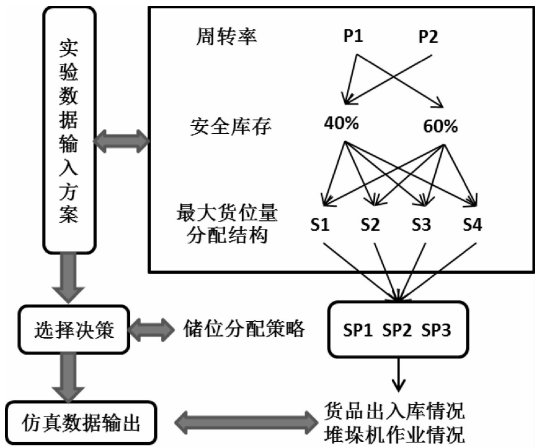 实验数据输入方案
周转率 P1 P2
安全库存 40% 60%
最大货位量
分配结构 S1 S2 S3 S4
选择决策 储位分配策略 SP1 SP2 SP3
仿真数据输出 货品出入库情况
堆垛机作业情况